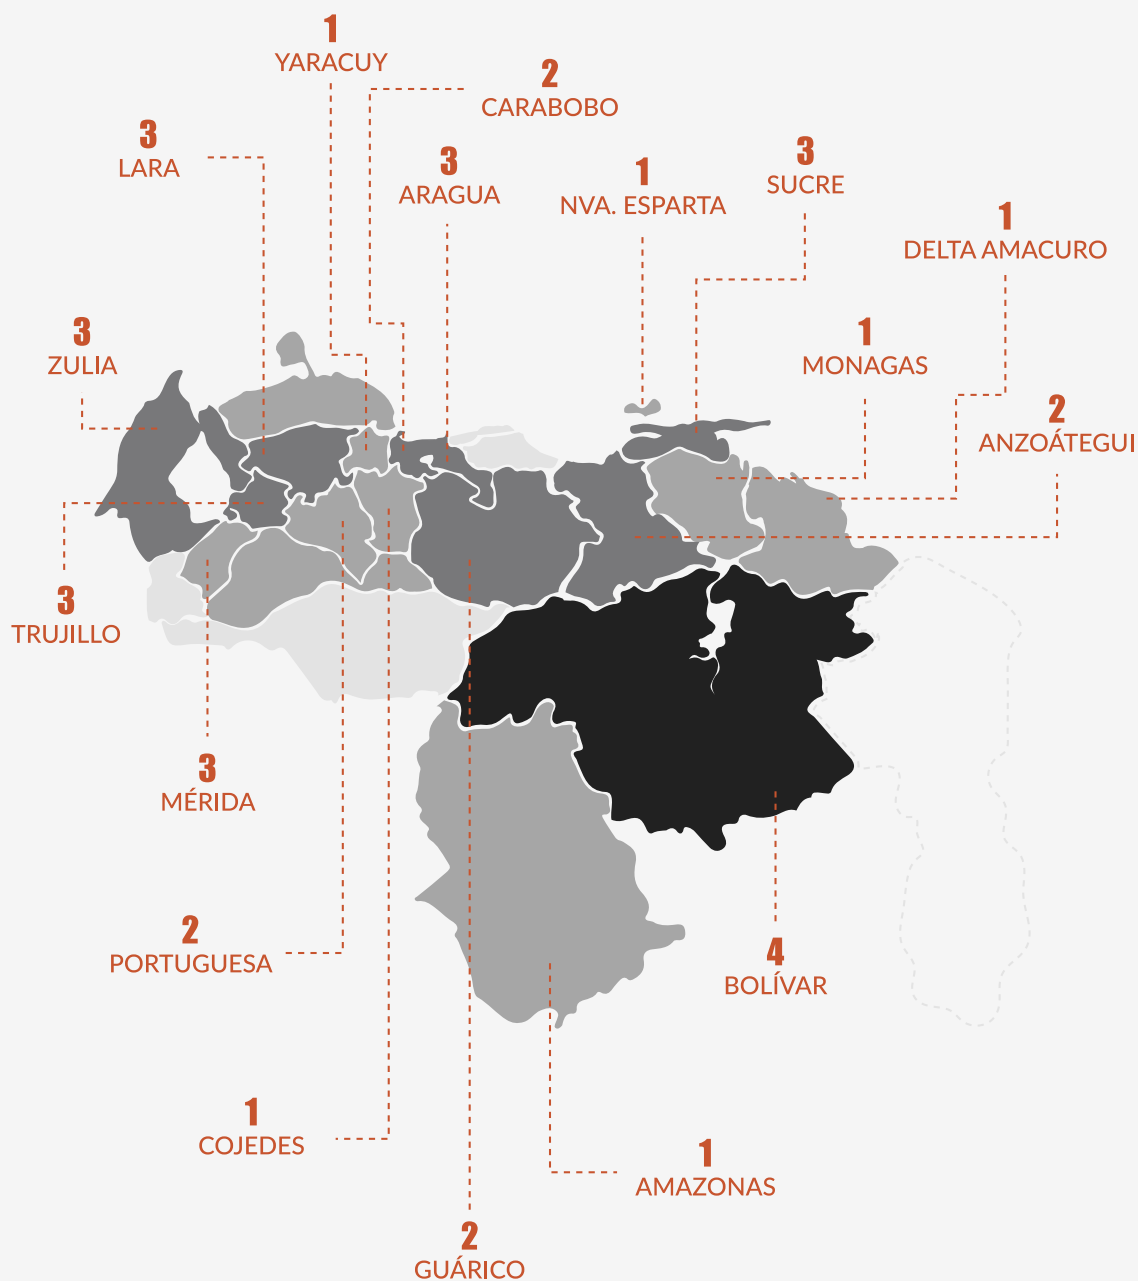 1
YARACUY
2
CARABOBO
3
LARA
3
ARAGUA
1
NVA. ESPARTA
3
SUCRE
1
DELTA AMACURO
3
ZULIA
1
MONAGAS
2
ANZOÁTEGUI
3
TRUJILLO
3
MÉRIDA
2
PORTUGUESA
4
BOLÍVAR
1
COJEDES
1
AMAZONAS
2
GUÁRICO